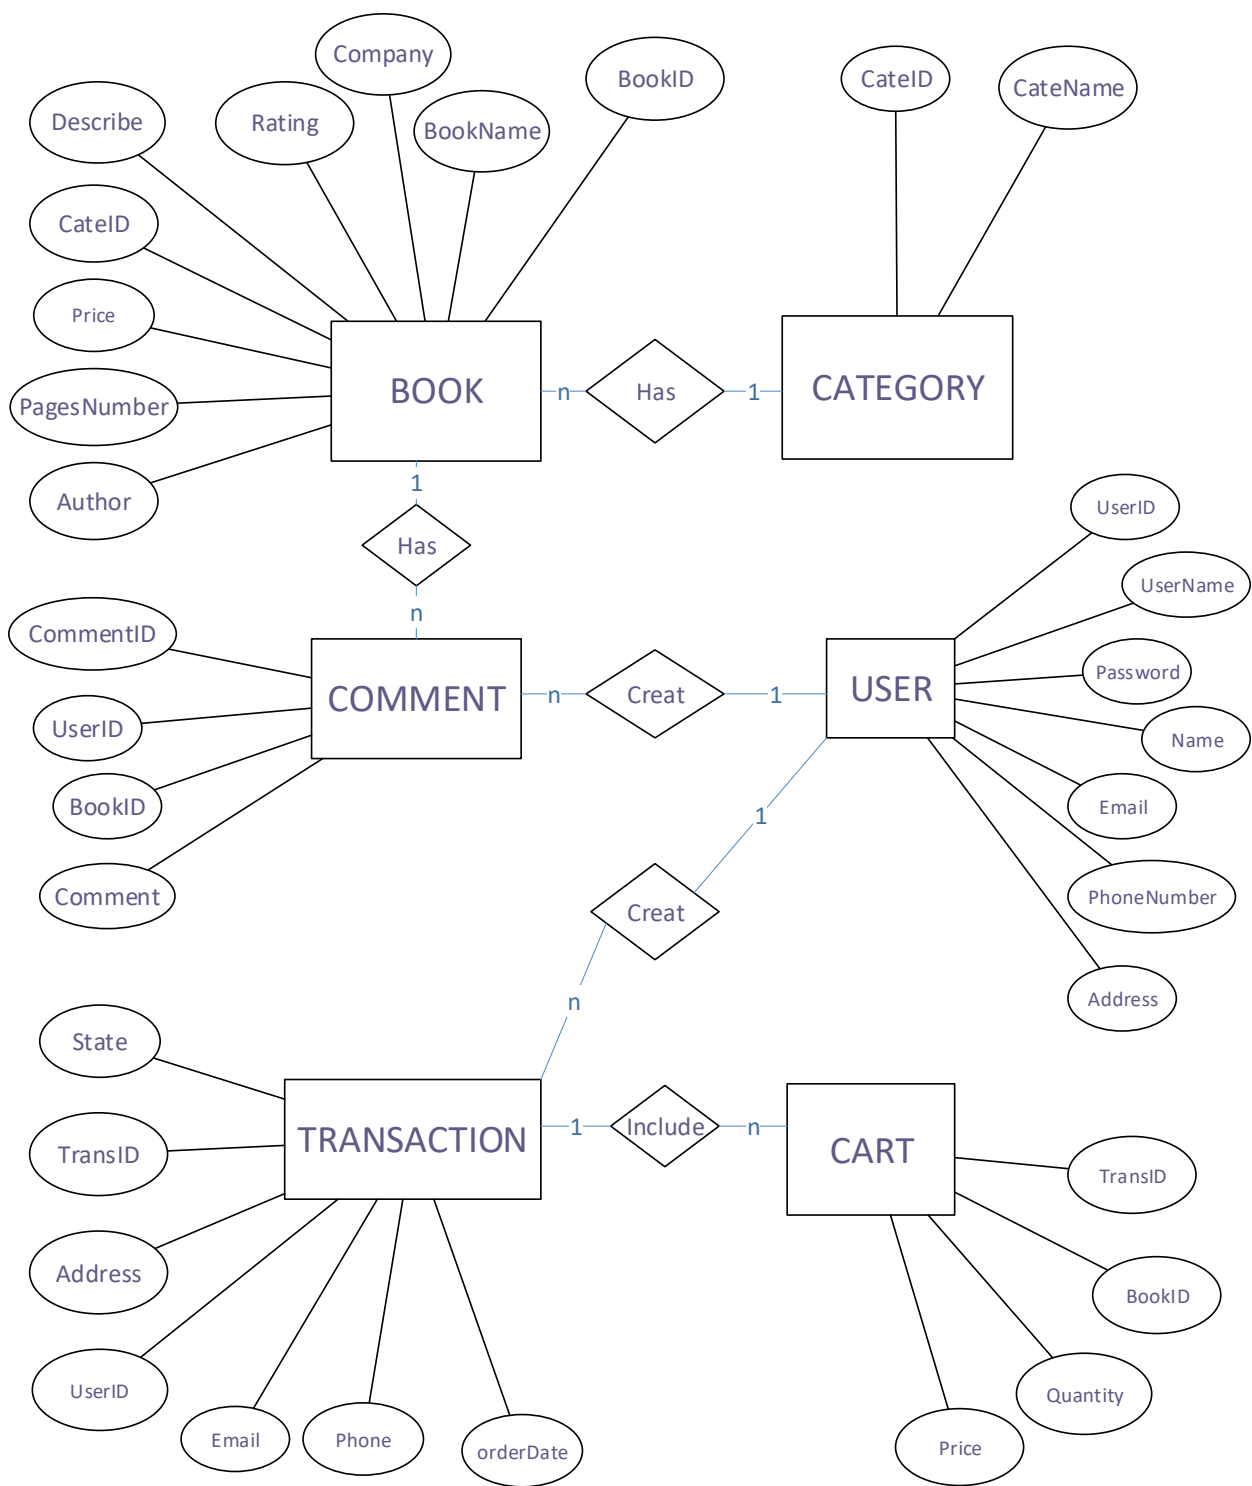 Company
BookID
CateID
CateName
Describe
Rating
BookName
CateID
Price
PagesNumber
Author
BOOK
n
Has
1
CATEGORY
1
Has
n
UserID
UserName
Password
Name
Email
PhoneNumber
Address
CommentID
UserID
BookID
Comment
COMMENT
n
Creat
1
USER
1
Creat
n
State
TransID
Address
UserID
Email
Phone
orderDate
TRANSACTION
1
Include
n
CART
TransID
BookID
Quantity
Price